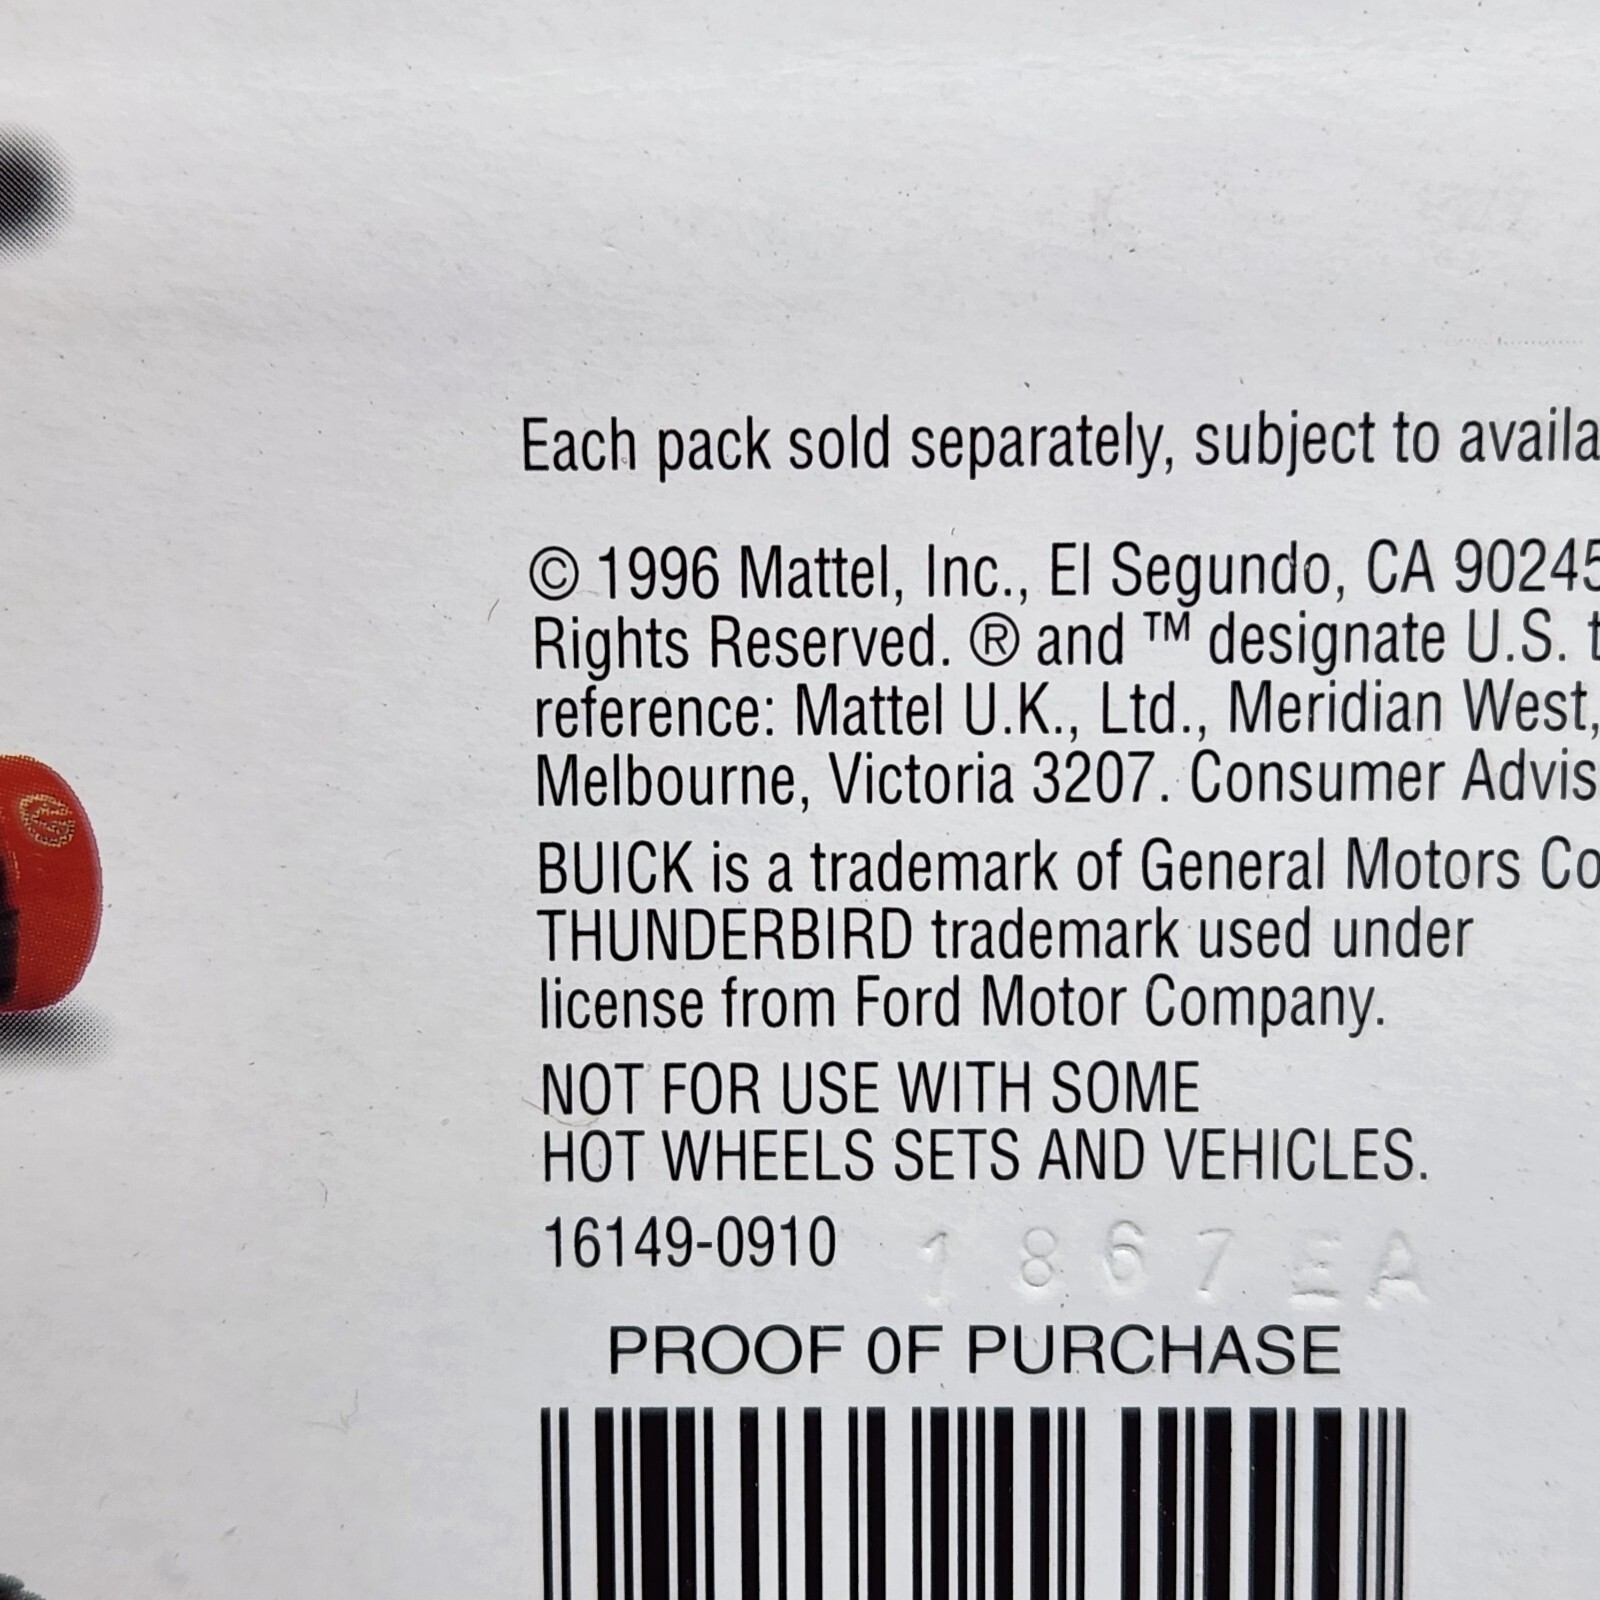 Each pack sold separately, subject to availa
© 1996 Mattel, Inc., El Segundo, CA 90245
Rights Reserved. ® and ™ designate U.S. t
reference: Mattel U.K., Ltd., Meridian West,
Melbourne, Victoria 3207. Consumer Advis
BUICK is a trademark of General Motors Co
THUNDERBIRD trademark used under
license from Ford Motor Company.
NOT FOR USE WITH SOME
HOT WHEELS SETS AND VEHICLES.
16149-0910 1867EA
PROOF OF PURCHASE